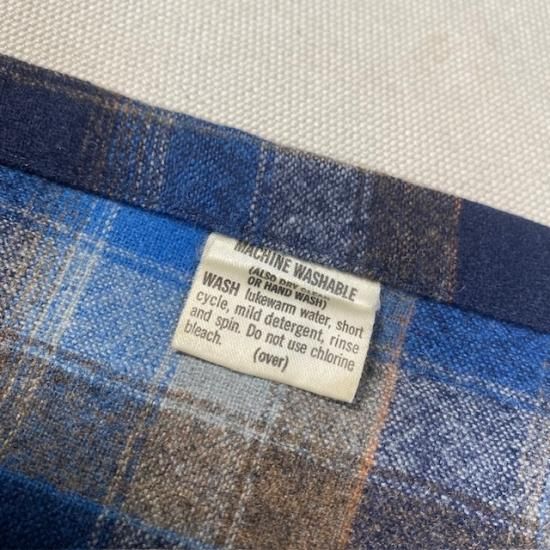 MACHINE WASHABLE
(ALSO DRY
OR HAND WASH)
WASH lukewarm water, short
cycle, mild detergent, rinse
and spin. Do not use chlorine
bleach.
(over)